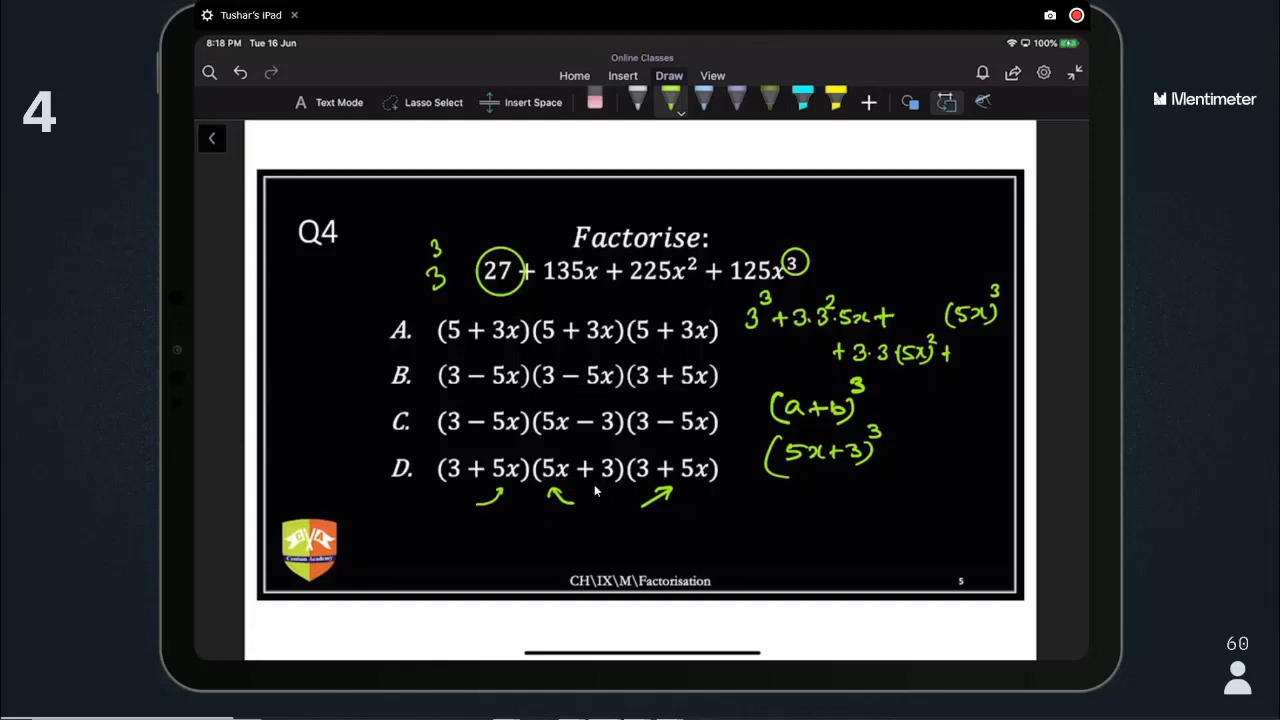 Tushar's iPad ×
8:18 PM Tue 16 Jun
100%
Online Classes
Home Insert Draw View
Text Mode Lasso Select Insert Space
4
Mentimeter
Q4
Factorise:
3
3
27 + 135x + 225x² + 125x³
A. (5 + 3x)(5 + 3x)(5 + 3x)
B. (3 − 5x)(3 − 5x)(3 + 5x)
C. (3 − 5x)(5x − 3)(3 − 5x)
D. (3 + 5x)(5x + 3)(3 + 5x)
3³ + 3·3²·5x + (5x)³
+ 3·3(5x)² +
(a+b)³
(5x+3)³
C A
Centum Academy
CH\IX\M\Factorisation
5
60